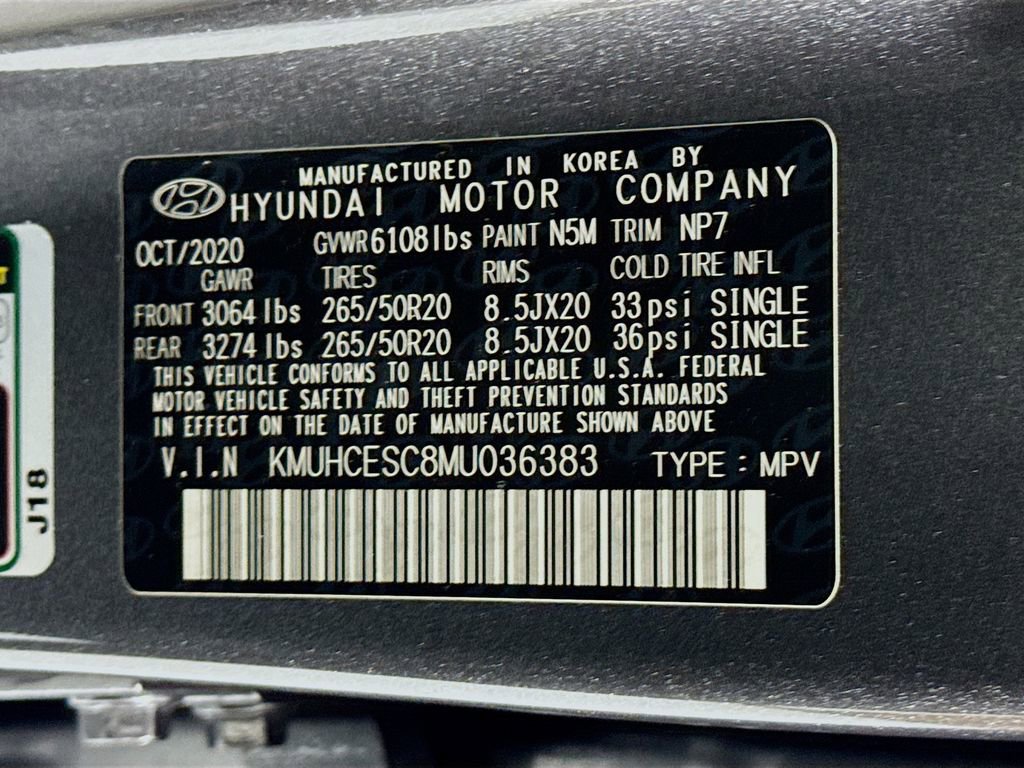 MANUFACTURED IN KOREA BY
HYUNDAI MOTOR COMPANY
OCT/2020 GVWR 6108lbs PAINT N5M TRIM NP7
GAWR TIRES RIMS COLD TIRE INFL
FRONT 3064 lbs 265/50R20 8.5JX20 33psi SINGLE
REAR 3274 lbs 265/50R20 8.5JX20 36psi SINGLE
THIS VEHICLE CONFORMS TO ALL APPLICABLE U.S.A. FEDERAL
MOTOR VEHICLE SAFETY AND THEFT PREVENTION STANDARDS
IN EFFECT ON THE DATE OF MANUFACTURE SHOWN ABOVE
V.I.N KMUHCESC8MU036383 TYPE : MPV
J18